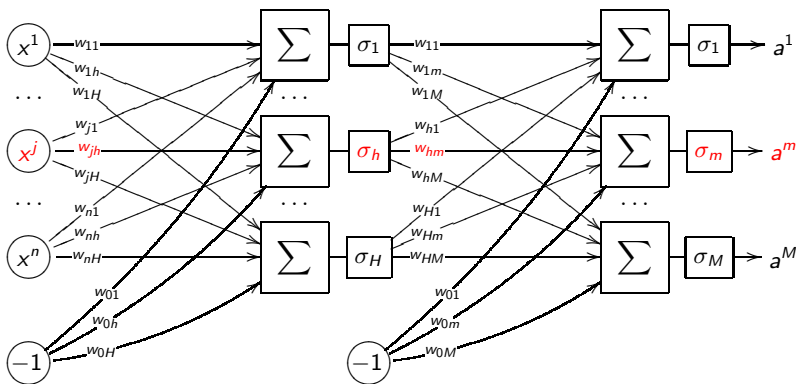 x¹ w₁₁ ∑ σ₁ w₁₁ ∑ σ₁ a¹
w₁ₕ w₁ₘ
w₁H w₁M
··· ··· ···
wⱼ₁ wₕ₁
xʲ wⱼₕ ∑ σₕ wₕₘ ∑ σₘ aᵐ
wⱼH wₕM
··· ··· ···
wₙ₁ wH₁
wₙₕ wHₘ
xⁿ wₙH ∑ σH wHM ∑ σM aᴹ
w₀₁ w₀₁
w₀ₕ w₀ₘ
w₀H w₀M
−1 −1